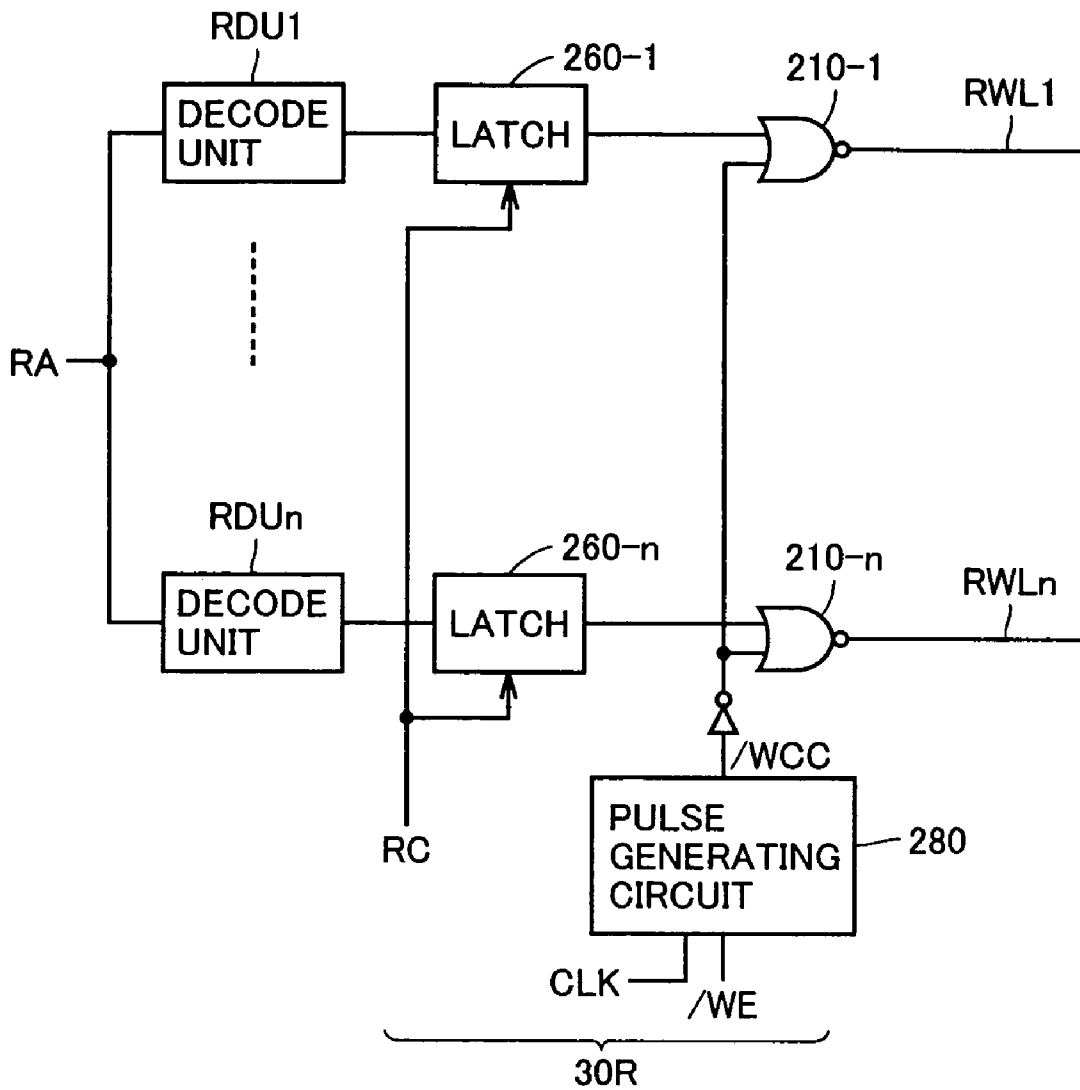 RDU1
260-1
210-1
RWL1
DECODE
UNIT
LATCH
RA
RDUn
260-n
210-n
RWLn
DECODE
UNIT
LATCH
/WCC
RC
PULSE
GENERATING
CIRCUIT
280
CLK
/WE
30R